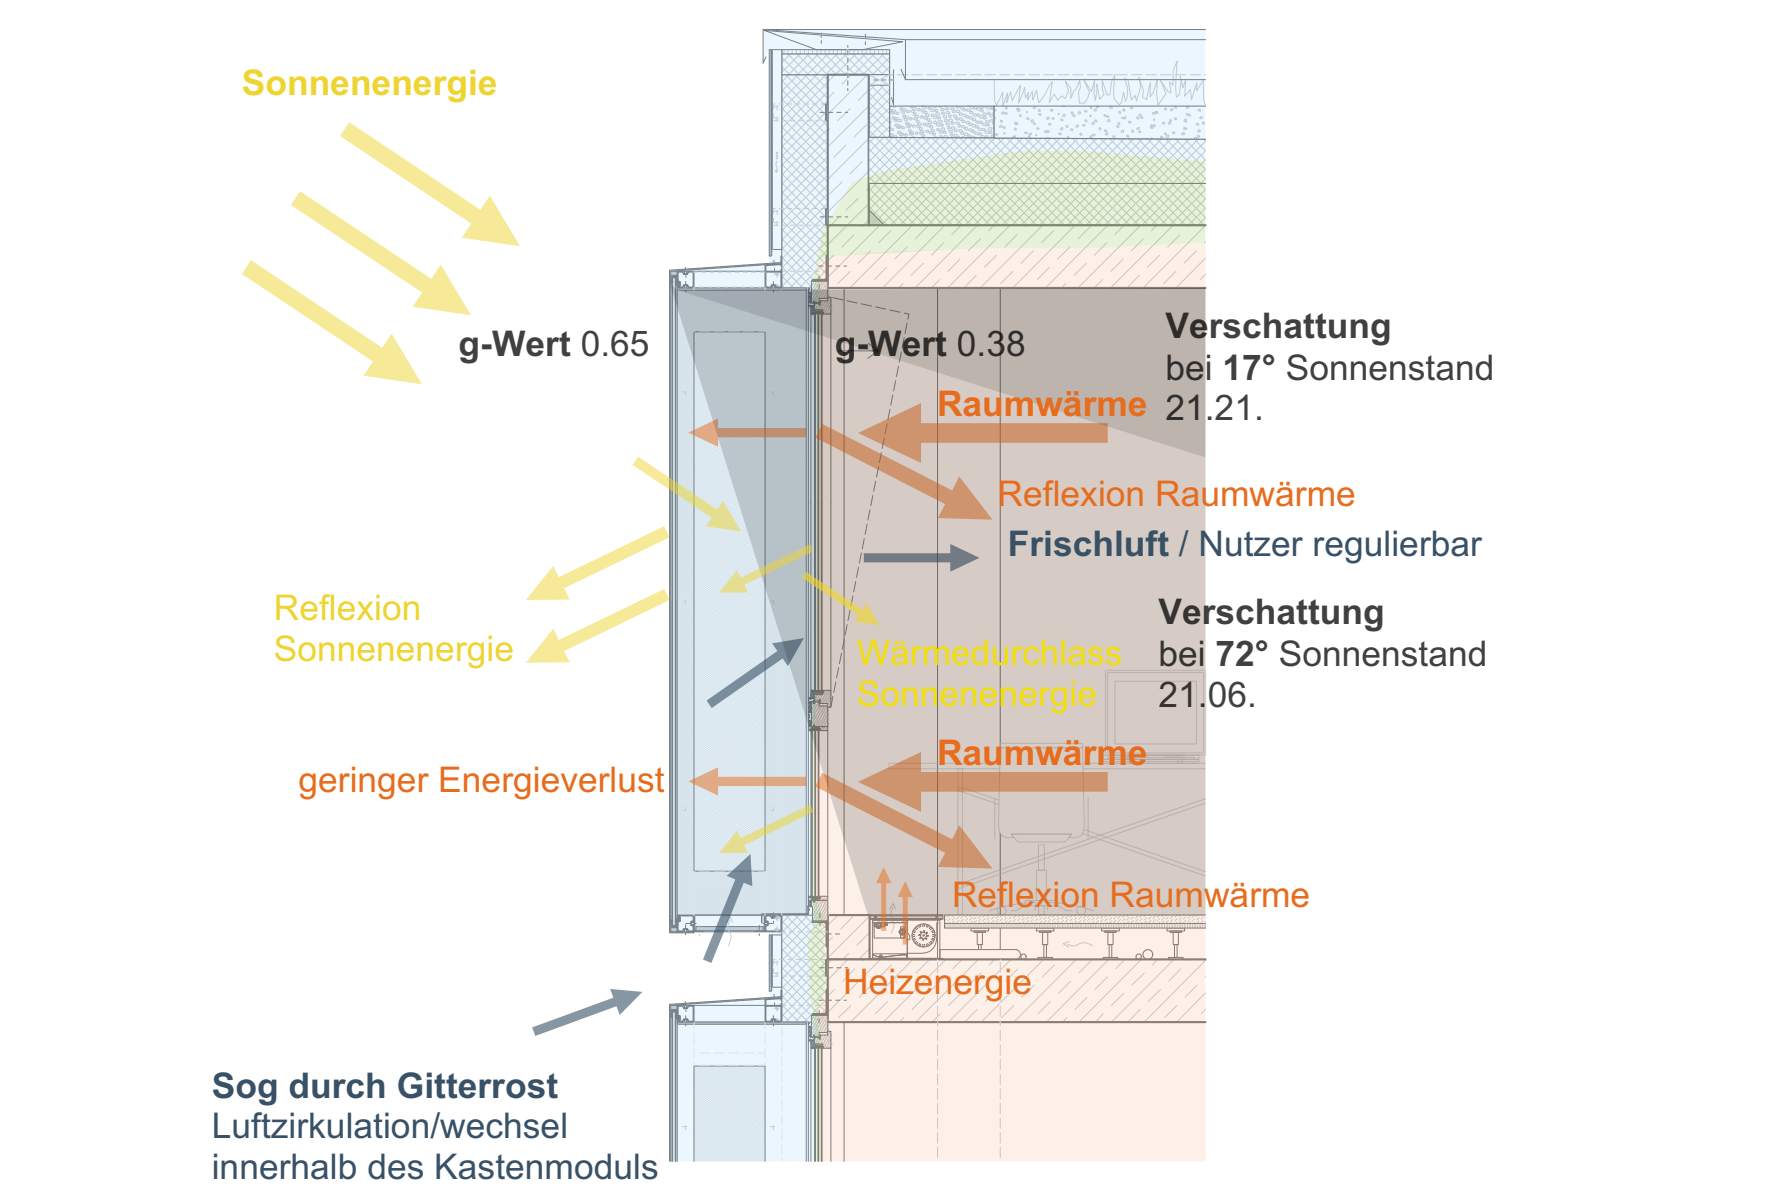 Sonnenenergie
g-Wert 0.65
g-Wert 0.38
Verschattung
bei 17° Sonnenstand
21.21.
Raumwärme
Reflexion Raumwärme
Frischluft / Nutzer regulierbar
Reflexion
Sonnenenergie
Wärmedurchlass
Sonnenenergie
Verschattung
bei 72° Sonnenstand
21.06.
Raumwärme
geringer Energieverlust
Reflexion Raumwärme
Heizenergie
Sog durch Gitterrost
Luftzirkulation/wechsel
innerhalb des Kastenmoduls